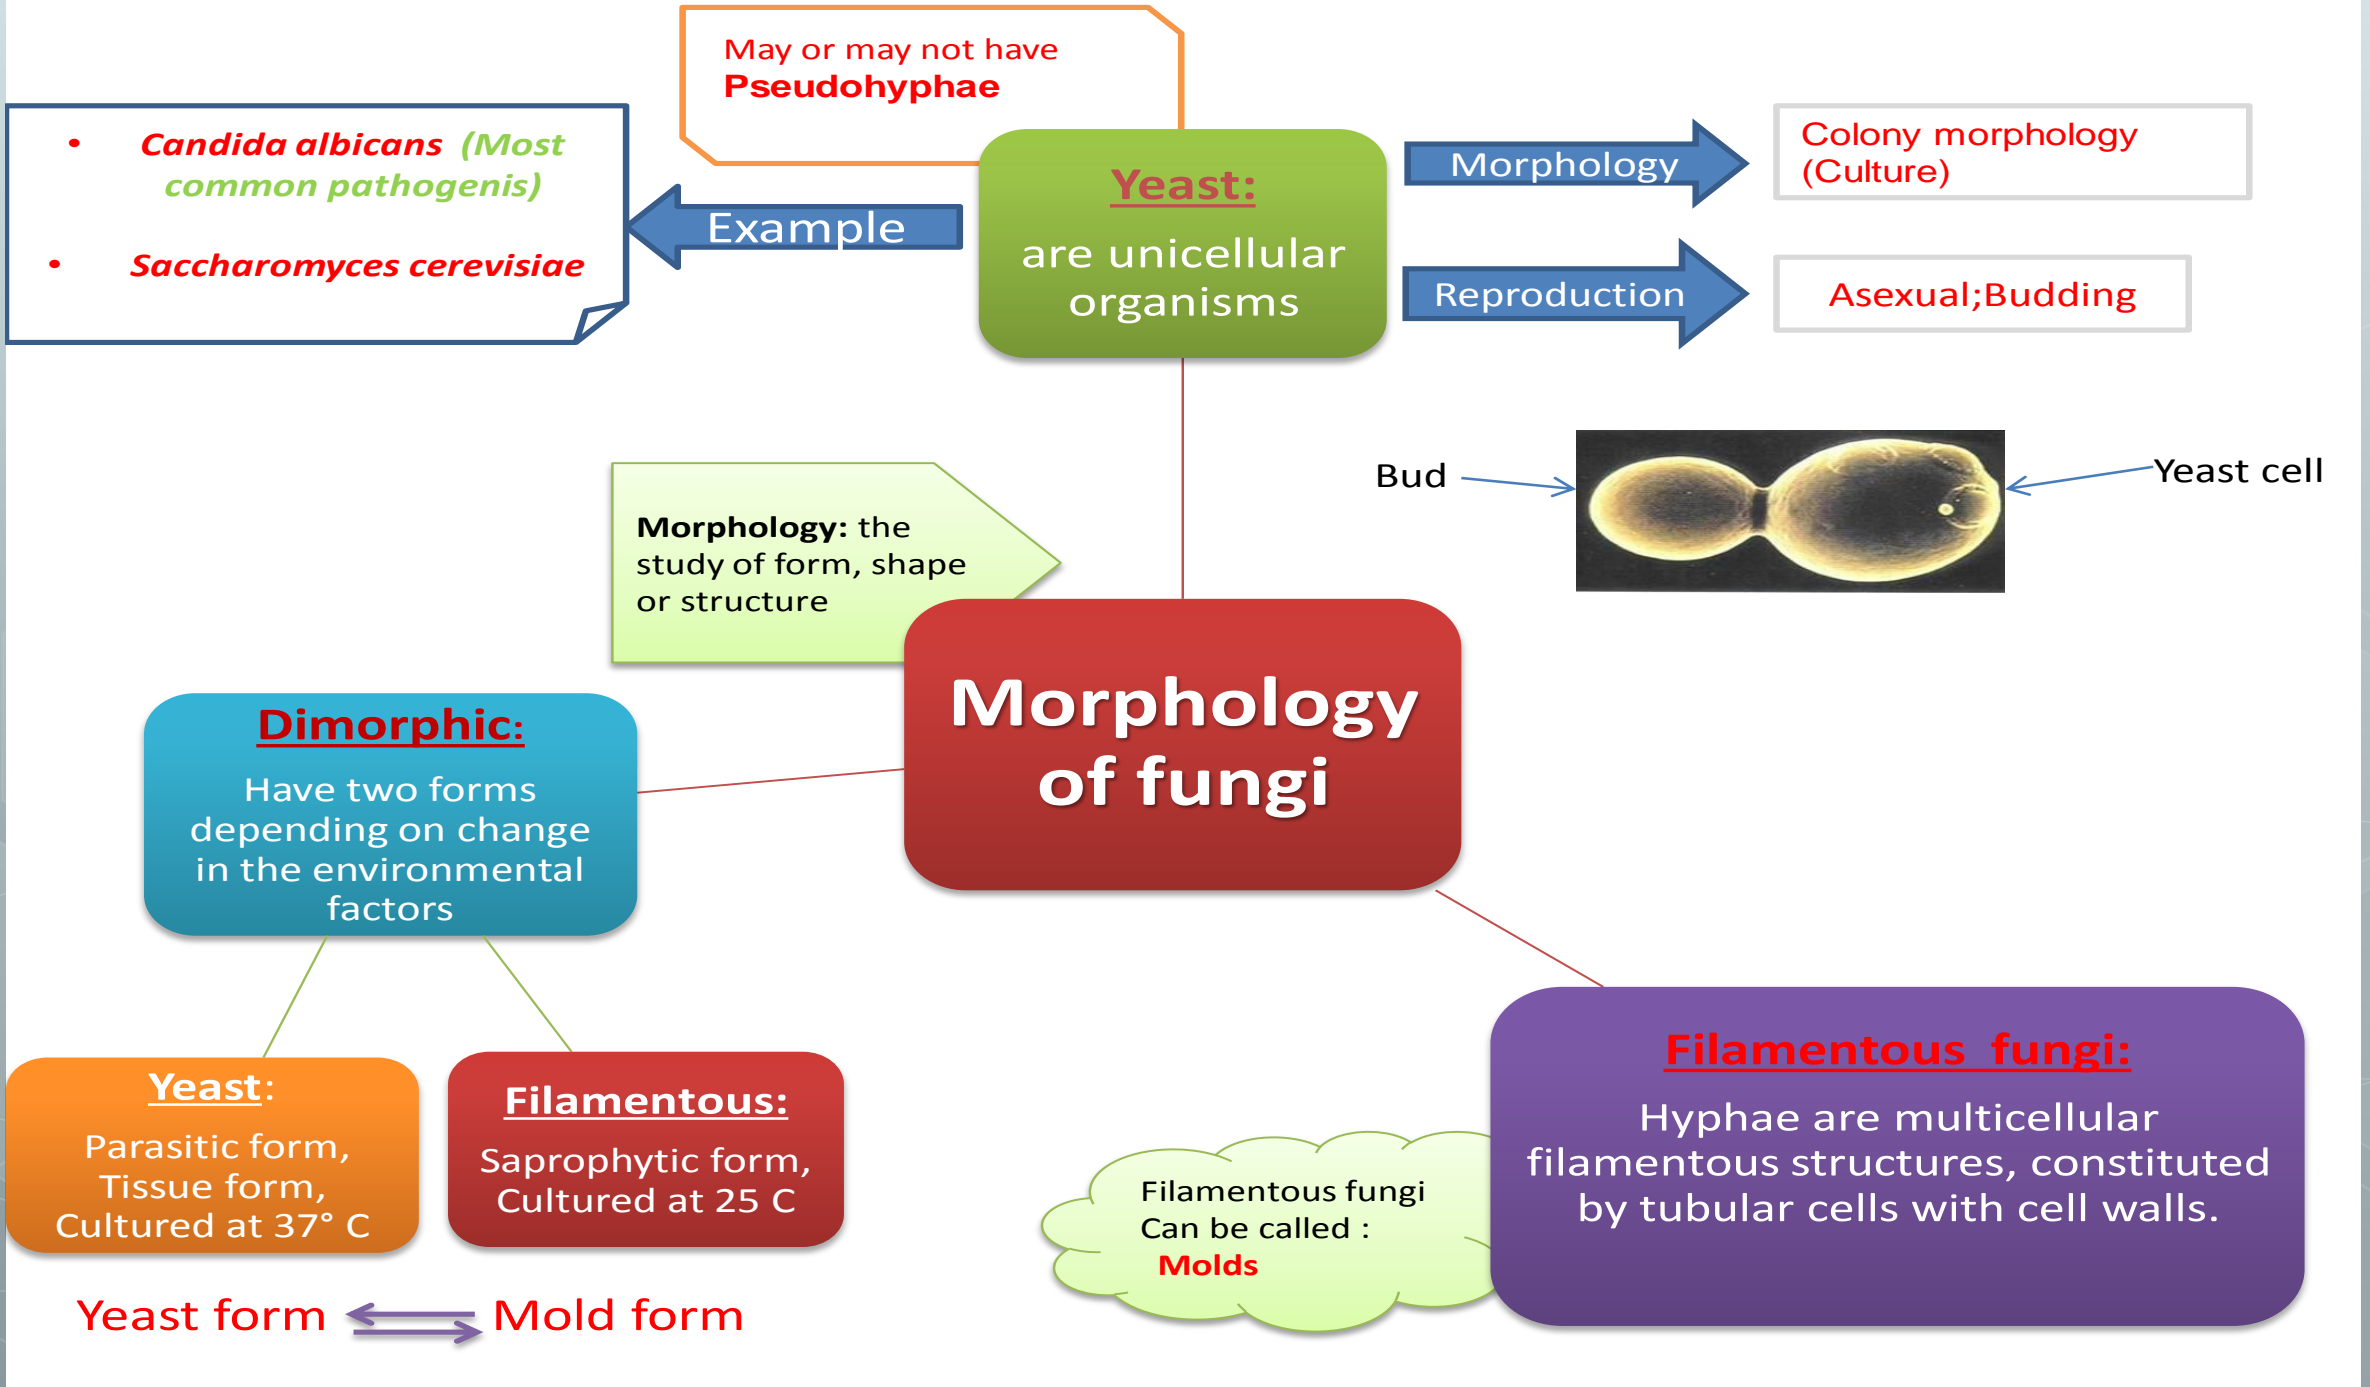 May or may not have
Pseudohyphae
• Candida albicans (Most
common pathogenis)
• Saccharomyces cerevisiae
Example
Yeast:
are unicellular
organisms
Morphology
Colony morphology
(Culture)
Reproduction
Asexual;Budding
Bud
Yeast cell
Morphology: the
study of form, shape
or structure
Morphology
of fungi
Dimorphic:
Have two forms
depending on change
in the environmental
factors
Yeast:
Parasitic form,
Tissue form,
Cultured at 37° C
Filamentous:
Saprophytic form,
Cultured at 25 C
Yeast form
Mold form
Filamentous fungi
Can be called :
Molds
Filamentous fungi:
Hyphae are multicellular
filamentous structures, constituted
by tubular cells with cell walls.